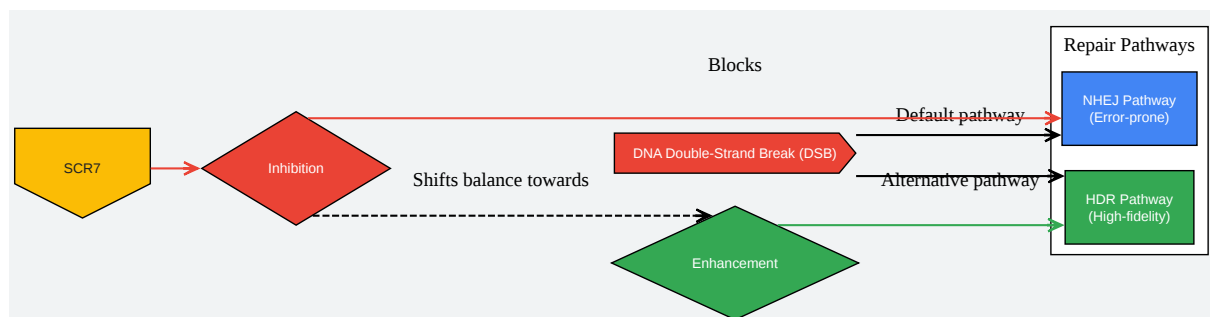 Repair Pathways
Blocks
NHEJ Pathway
(Error-prone)
Default pathway
DNA Double-Strand Break (DSB)
SCR7
Inhibition
Shifts balance towards
Alternative pathway
HDR Pathway
(High-fidelity)
Enhancement